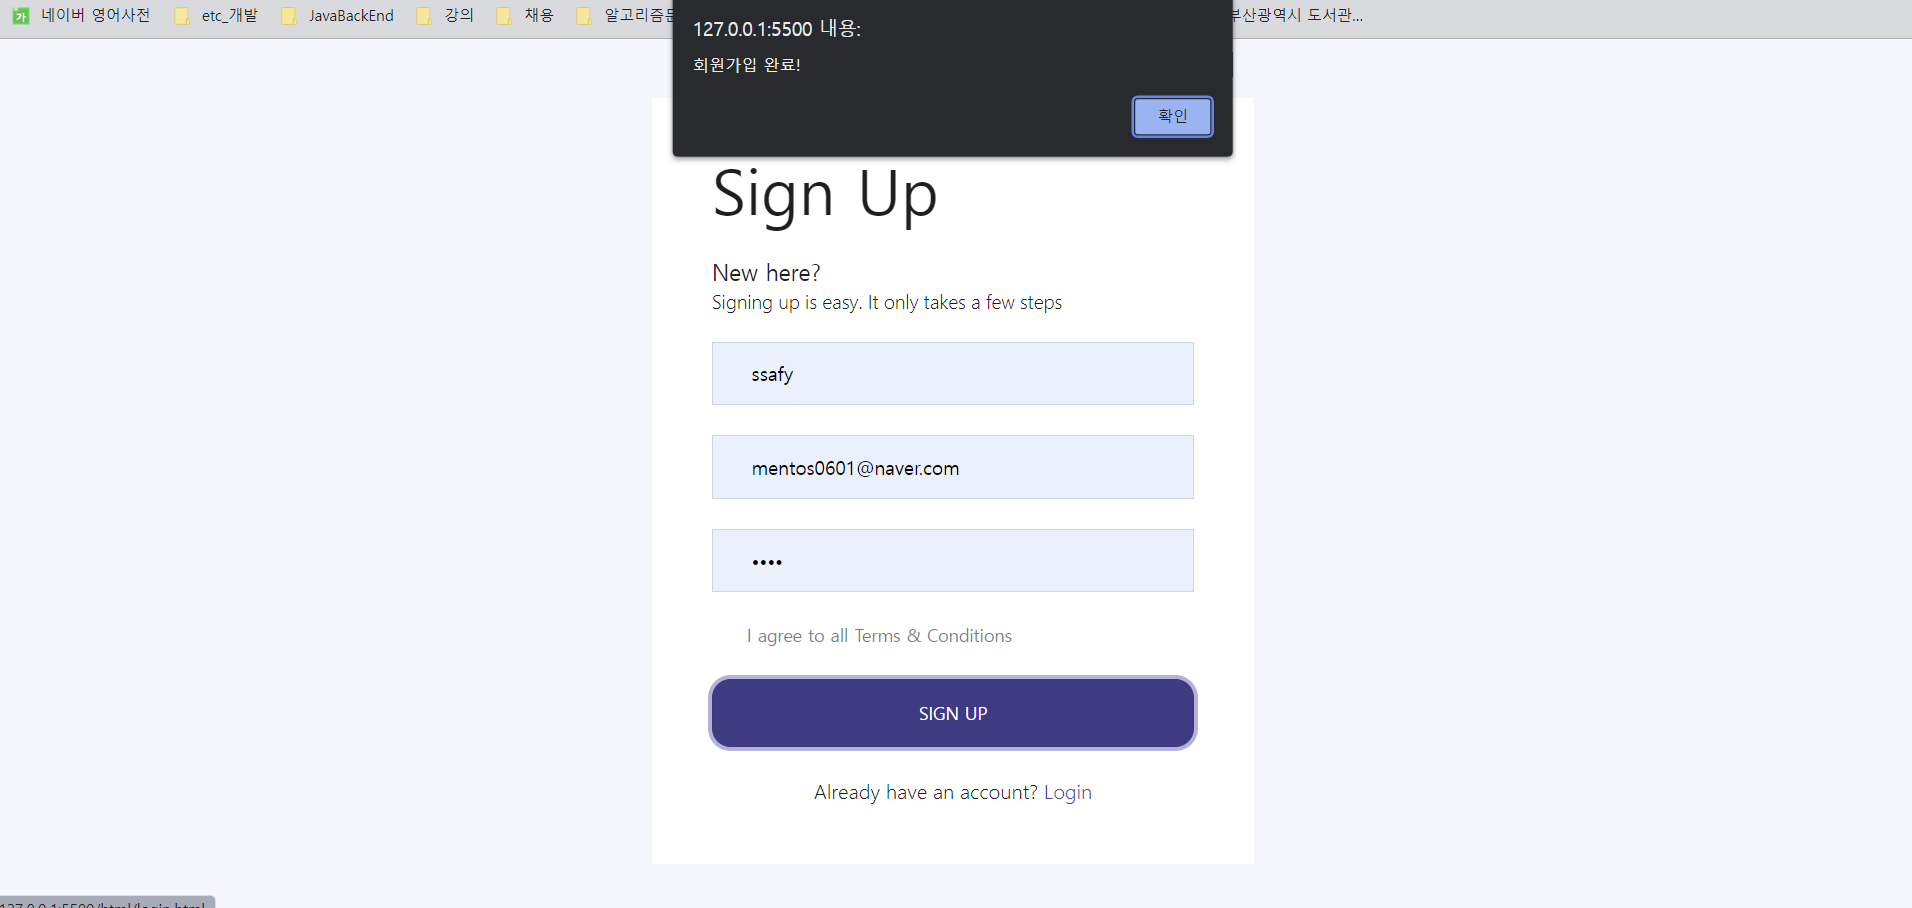 가 네이버 영어사전 etc_개발 JavaBackEnd 강의 채용 알고리즘문 부산광역시 도서관...
127.0.0.1:5500 내용:
회원가입 완료!
확인
Sign Up
New here?
Signing up is easy. It only takes a few steps
ssafy
mentos0601@naver.com
••••
I agree to all Terms & Conditions
SIGN UP
Already have an account? Login
127.0.0.1:5500/html/login.html